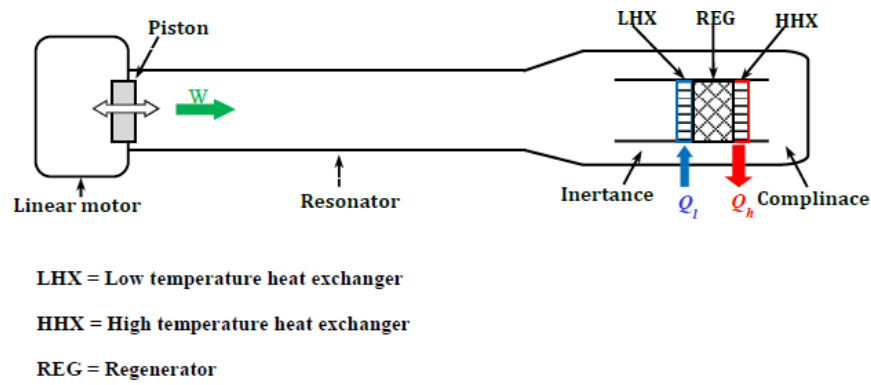 Piston
LHX
REG
HHX
W
Linear motor
Resonator
Inertance
Q_l
Q_h
Complinace
LHX = Low temperature heat exchanger
HHX = High temperature heat exchanger
REG = Regenerator